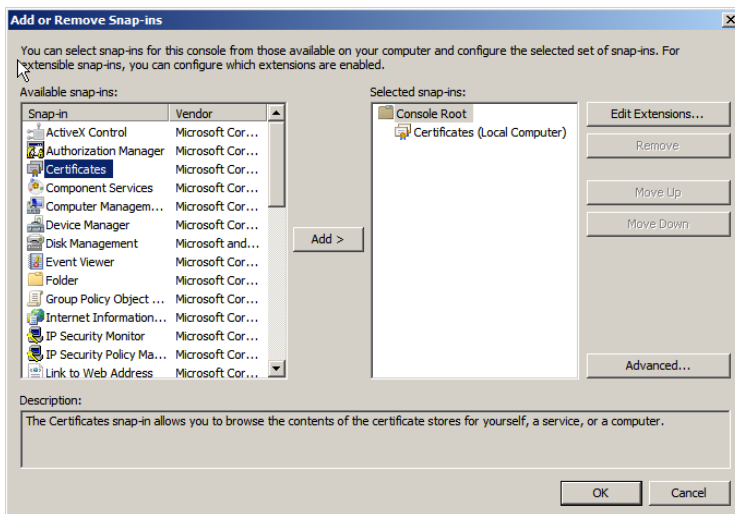 Add or Remove Snap-ins
You can select snap-ins for this console from those available on your computer and configure the selected set of snap-ins. For
extensible snap-ins, you can configure which extensions are enabled.
Available snap-ins:
Selected snap-ins:
Snap-in Vendor
ActiveX Control Microsoft Cor...
Authorization Manager Microsoft Cor...
Certificates Microsoft Cor...
Component Services Microsoft Cor...
Computer Managem... Microsoft Cor...
Device Manager Microsoft Cor...
Disk Management Microsoft and...
Event Viewer Microsoft Cor...
Folder Microsoft Cor...
Group Policy Object ... Microsoft Cor...
Internet Information... Microsoft Cor...
IP Security Monitor Microsoft Cor...
IP Security Policy Ma... Microsoft Cor...
Link to Web Address Microsoft Cor...
Add >
Console Root
Certificates (Local Computer)
Edit Extensions...
Remove
Move Up
Move Down
Advanced...
Description:
The Certificates snap-in allows you to browse the contents of the certificate stores for yourself, a service, or a computer.
OK Cancel